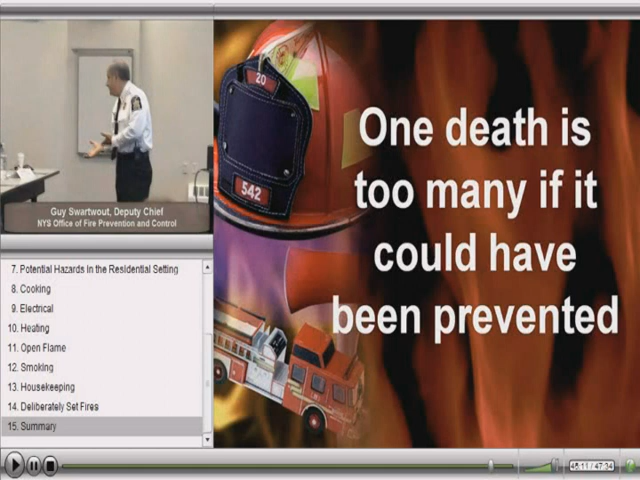 Guy Swartwout, Deputy Chief
NYS Office of Fire Prevention and Control
7. Potential Hazards in the Residential Setting
8. Cooking
9. Electrical
10. Heating
11. Open Flame
12. Smoking
13. Housekeeping
14. Deliberately Set Fires
15. Summary
20
542
One death is
too many if it
could have
been prevented